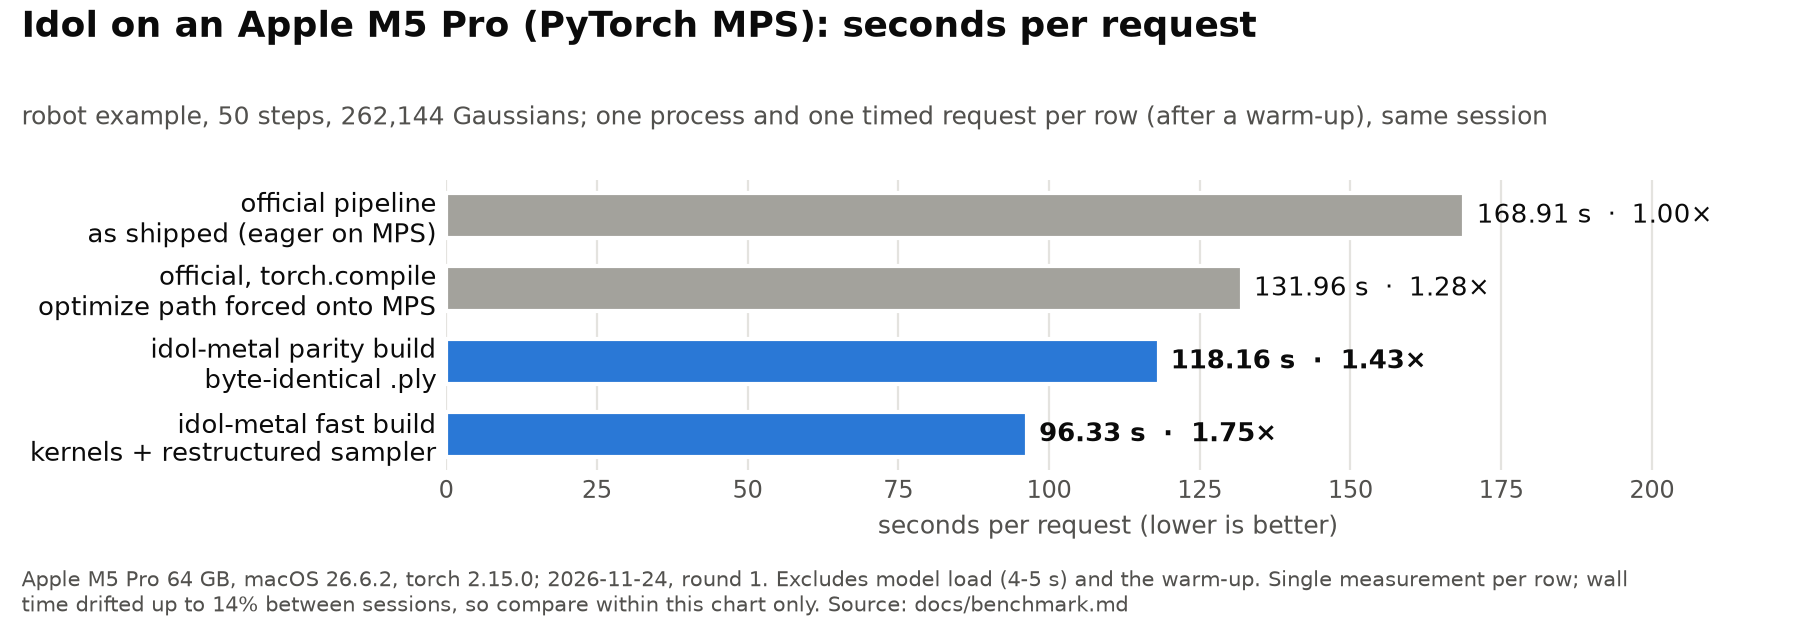 Idol on an Apple M5 Pro (PyTorch MPS): seconds per request
robot example, 50 steps, 262,144 Gaussians; one process and one timed request per row (after a warm-up), same session
official pipeline
as shipped (eager on MPS)
168.91 s · 1.00×
official, torch.compile
optimize path forced onto MPS
131.96 s · 1.28×
idol-metal parity build
byte-identical .ply
118.16 s · 1.43×
idol-metal fast build
kernels + restructured sampler
96.33 s · 1.75×
0 25 50 75 100 125 150 175 200
seconds per request (lower is better)
Apple M5 Pro 64 GB, macOS 26.6.2, torch 2.15.0; 2026-11-24, round 1. Excludes model load (4-5 s) and the warm-up. Single measurement per row; wall
time drifted up to 14% between sessions, so compare within this chart only. Source: docs/benchmark.md